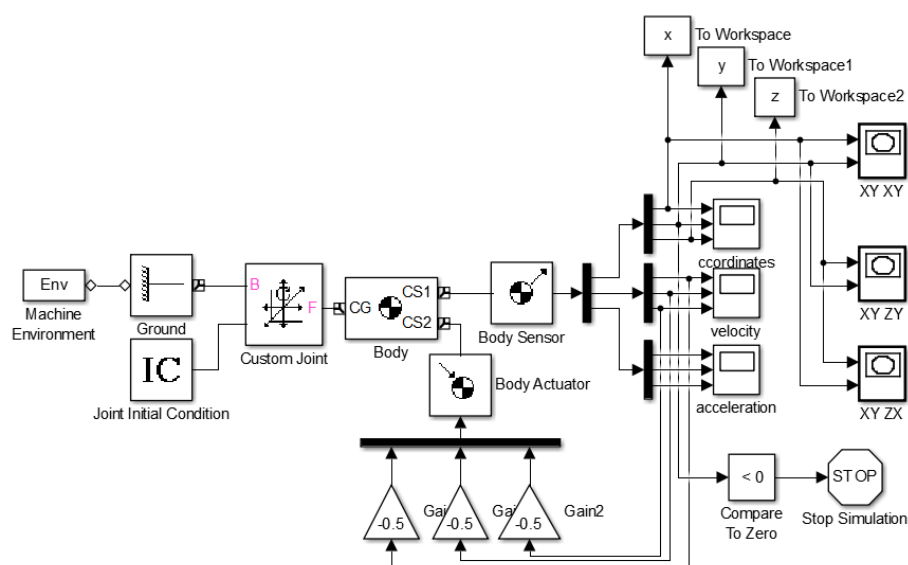 x
To Workspace
y
To Workspace1
z
To Workspace2
XY XY
ccordinates
Env
Machine
Environment
Ground
B
F
Custom Joint
CG
CS1
CS2
Body
Body Sensor
velocity
XY ZY
IC
Joint Initial Condition
Body Actuator
acceleration
XY ZX
-0.5
Gai
-0.5
Gai
-0.5
Gain2
< 0
Compare
To Zero
STOP
Stop Simulation